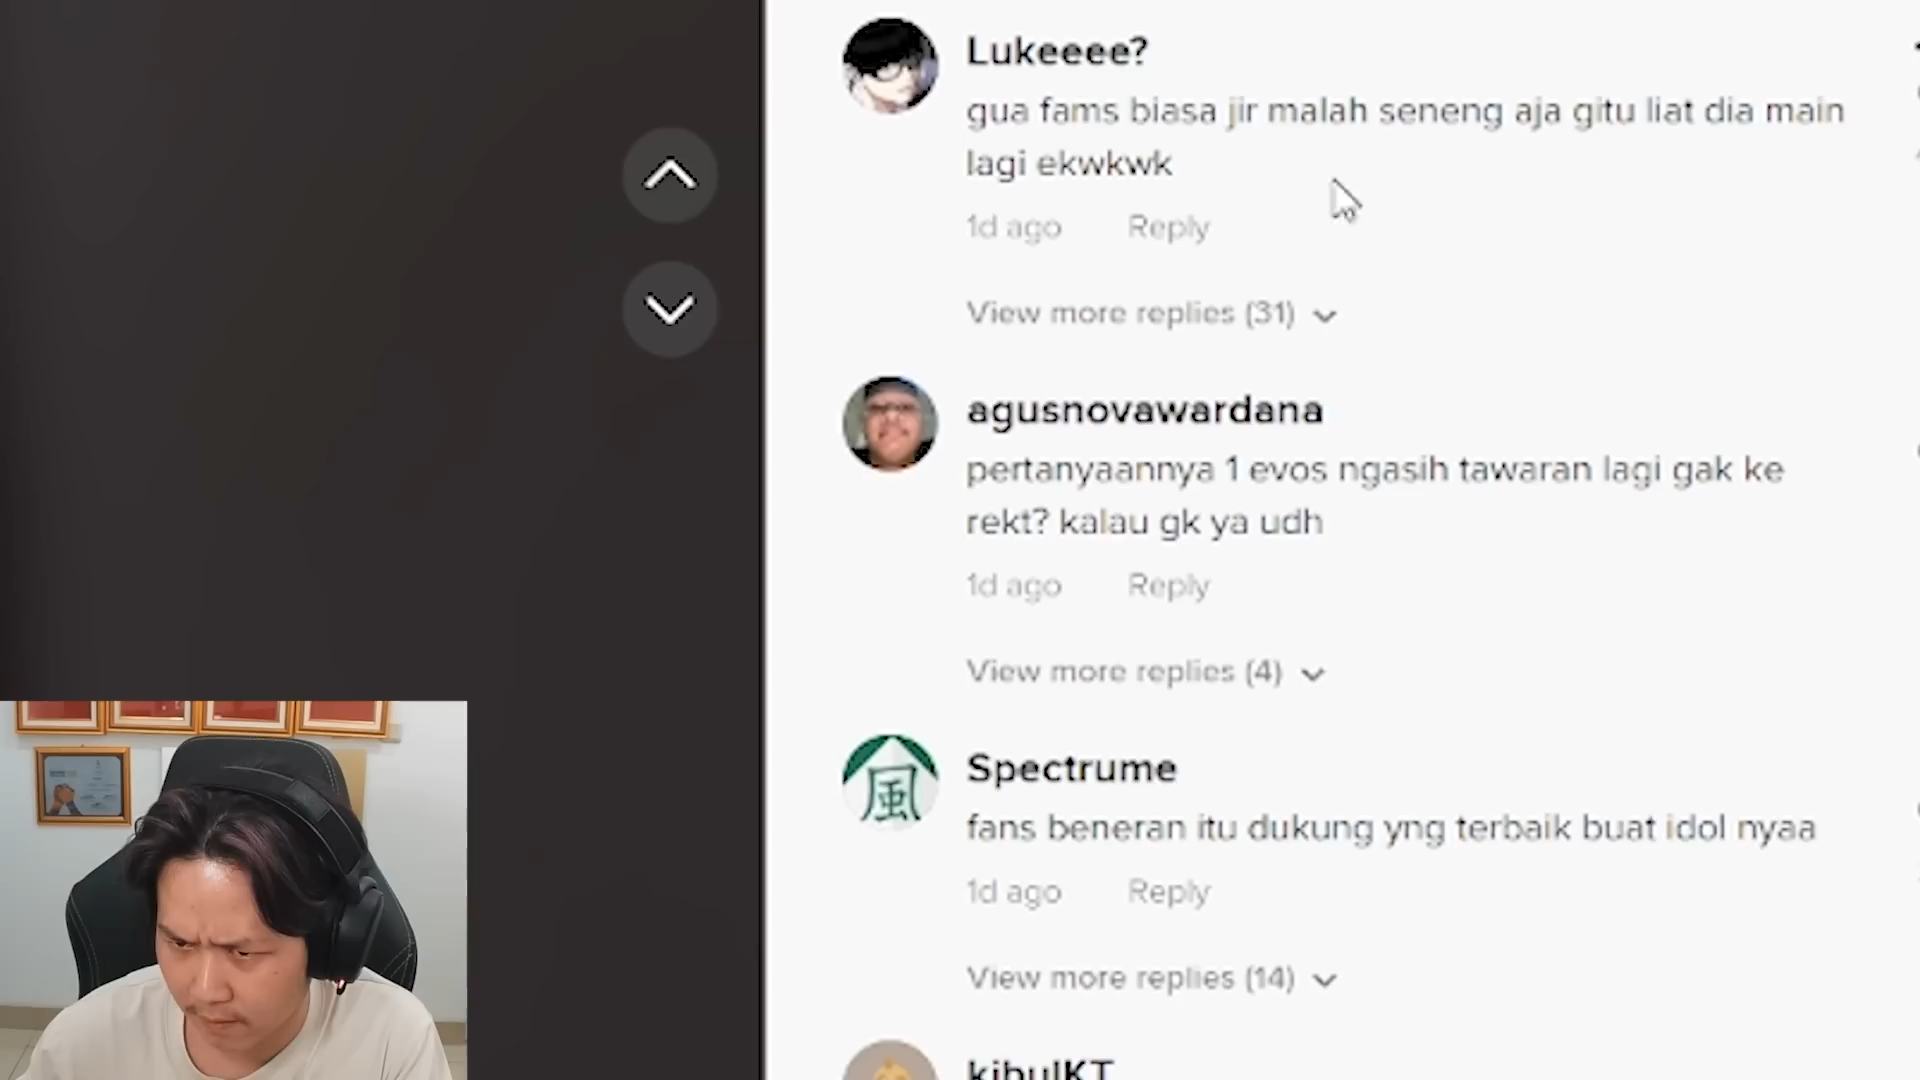 Lukeeee?
gua fams biasa jir malah seneng aja gitu liat dia main
lagi ekwkwk
1d ago Reply
View more replies (31)
agusnovawardana
pertanyaannya 1 evos ngasih tawaran lagi gak ke
rekt? kalau gk ya udh
1d ago Reply
View more replies (4)
風
Spectrume
fans beneran itu dukung yng terbaik buat idol nyaa
1d ago Reply
View more replies (14)
kibulKT